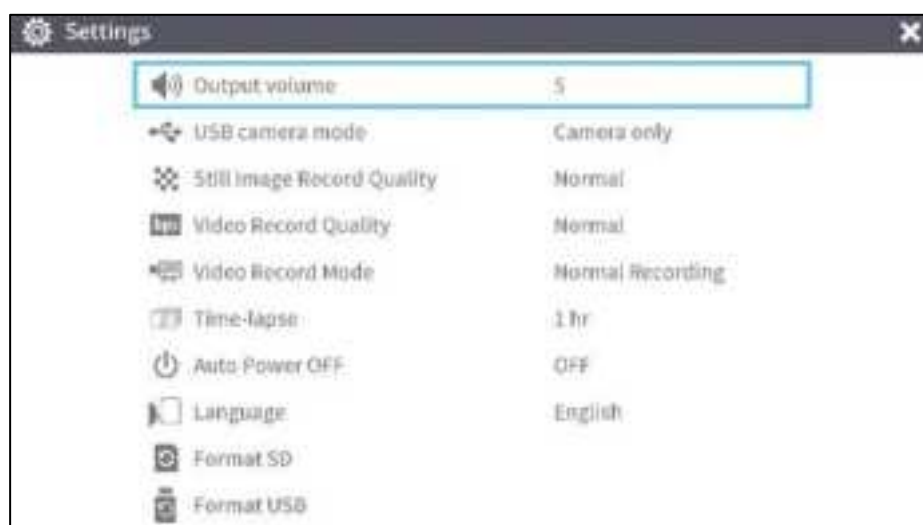 Settings
Output volume 5
USB camera mode Camera only
Still Image Record Quality Normal
Video Record Quality Normal
Video Record Mode Normal Recording
Time-lapse 1 hr
Auto Power OFF OFF
Language English
Format SD
Format USB